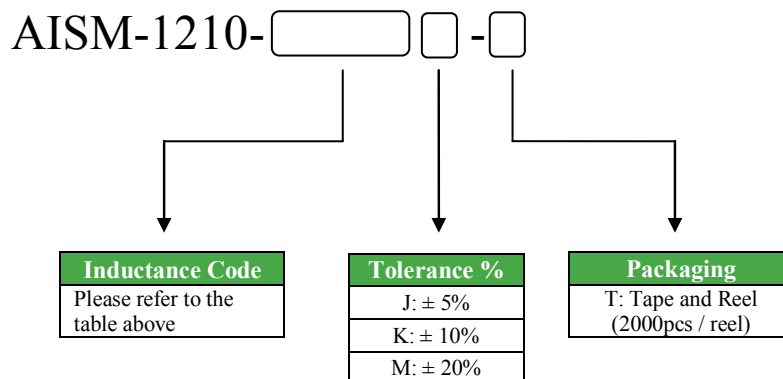 AISM-1210- -
Inductance Code
Please refer to the
table above
Tolerance %
J: ± 5%
K: ± 10%
M: ± 20%
Packaging
T: Tape and Reel
(2000pcs / reel)